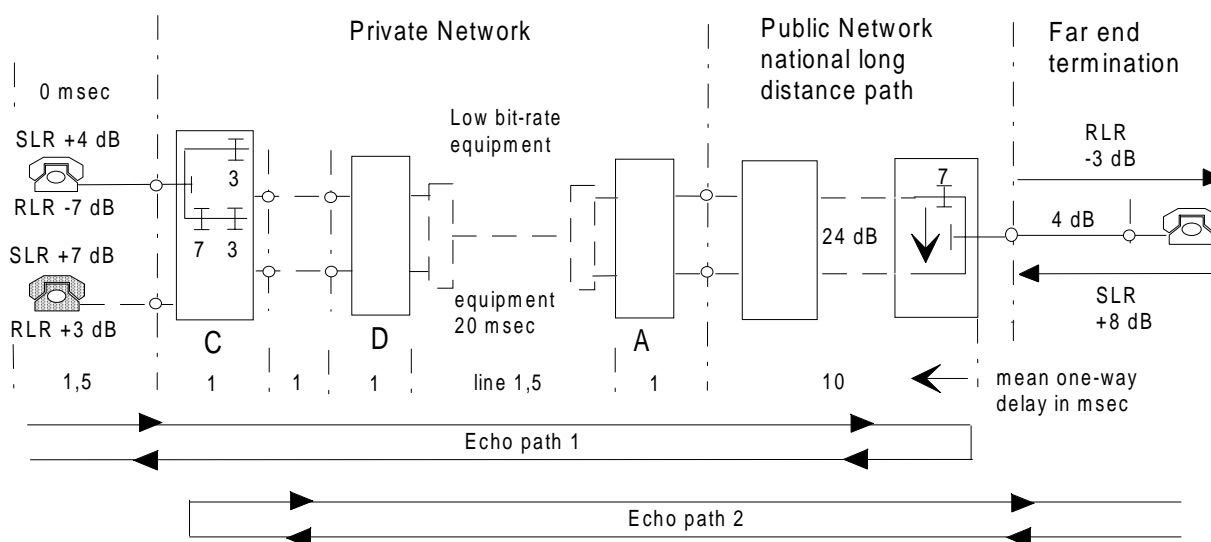 Private Network
Public Network
national long
distance path
Far end
termination
0 msec
SLR +4 dB
RLR -7 dB
SLR +7 dB
RLR +3 dB
3
7
3
Low bit-rate
equipment
equipment
20 msec
24 dB
7
RLR
-3 dB
4 dB
SLR
+8 dB
C
D
A
1,5
1
1
1
line 1,5
1
10
mean one-way
delay in msec
Echo path 1
Echo path 2